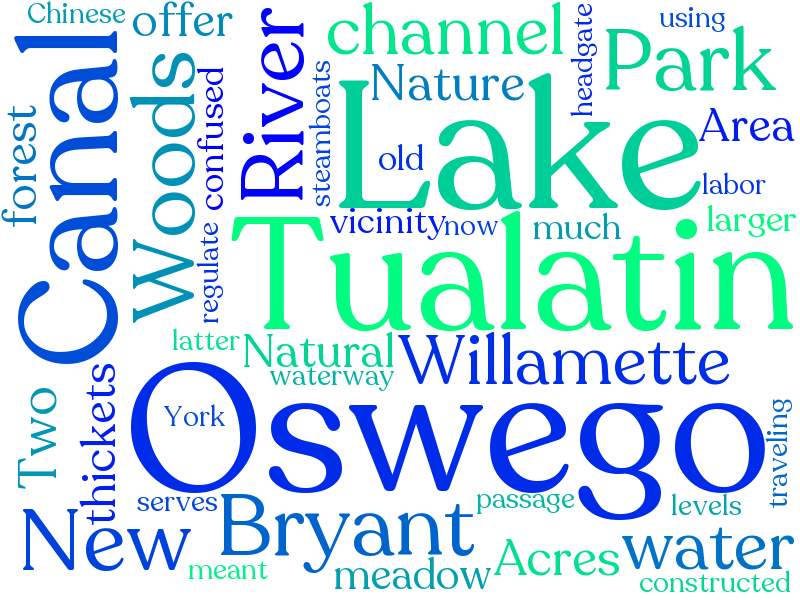 Chinese
offer
River
channel
headgate
using
Park
Canal
Woods
confused
steamboats
Nature
Lake
Area
forest
old
labor
regulate
vicinity
now
much
larger
Tualatin
latter
Natural
waterway
Willamette
Two
thickets
York
Oswego
traveling
serves
passage
levels
New
Bryant
water
meant
meadow
Acres
constructed